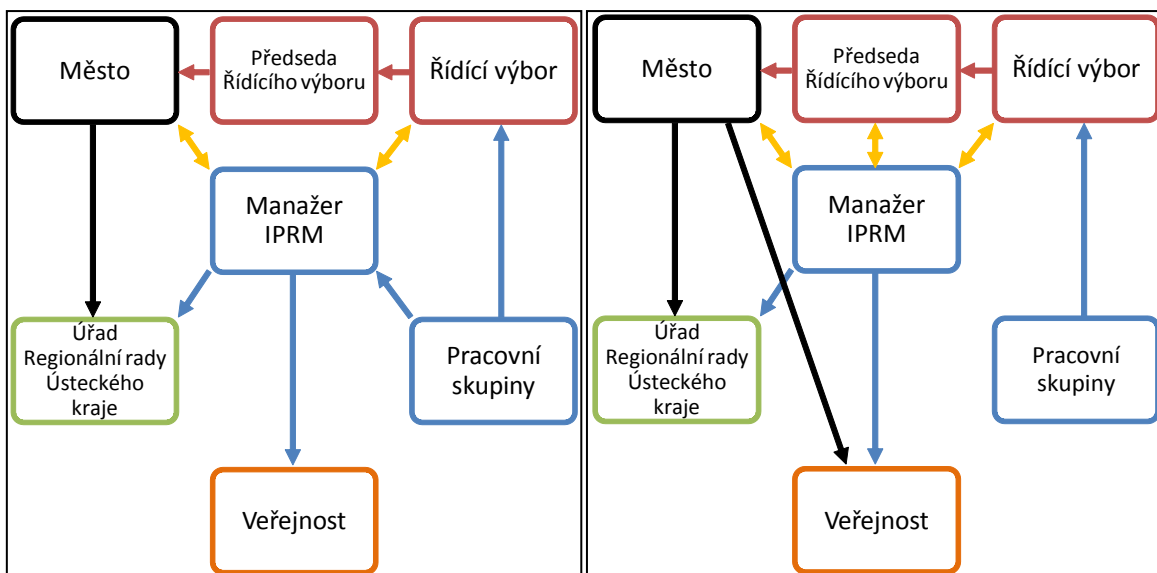 Město
Předseda
Řídícího výboru
Řídící výbor
Manažer
IPRM
Úřad
Regionální rady
Ústeckého
kraje
Pracovní
skupiny
Veřejnost
Město
Předseda
Řídícího výboru
Řídící výbor
Manažer
IPRM
Úřad
Regionální rady
Ústeckého
kraje
Pracovní
skupiny
Veřejnost